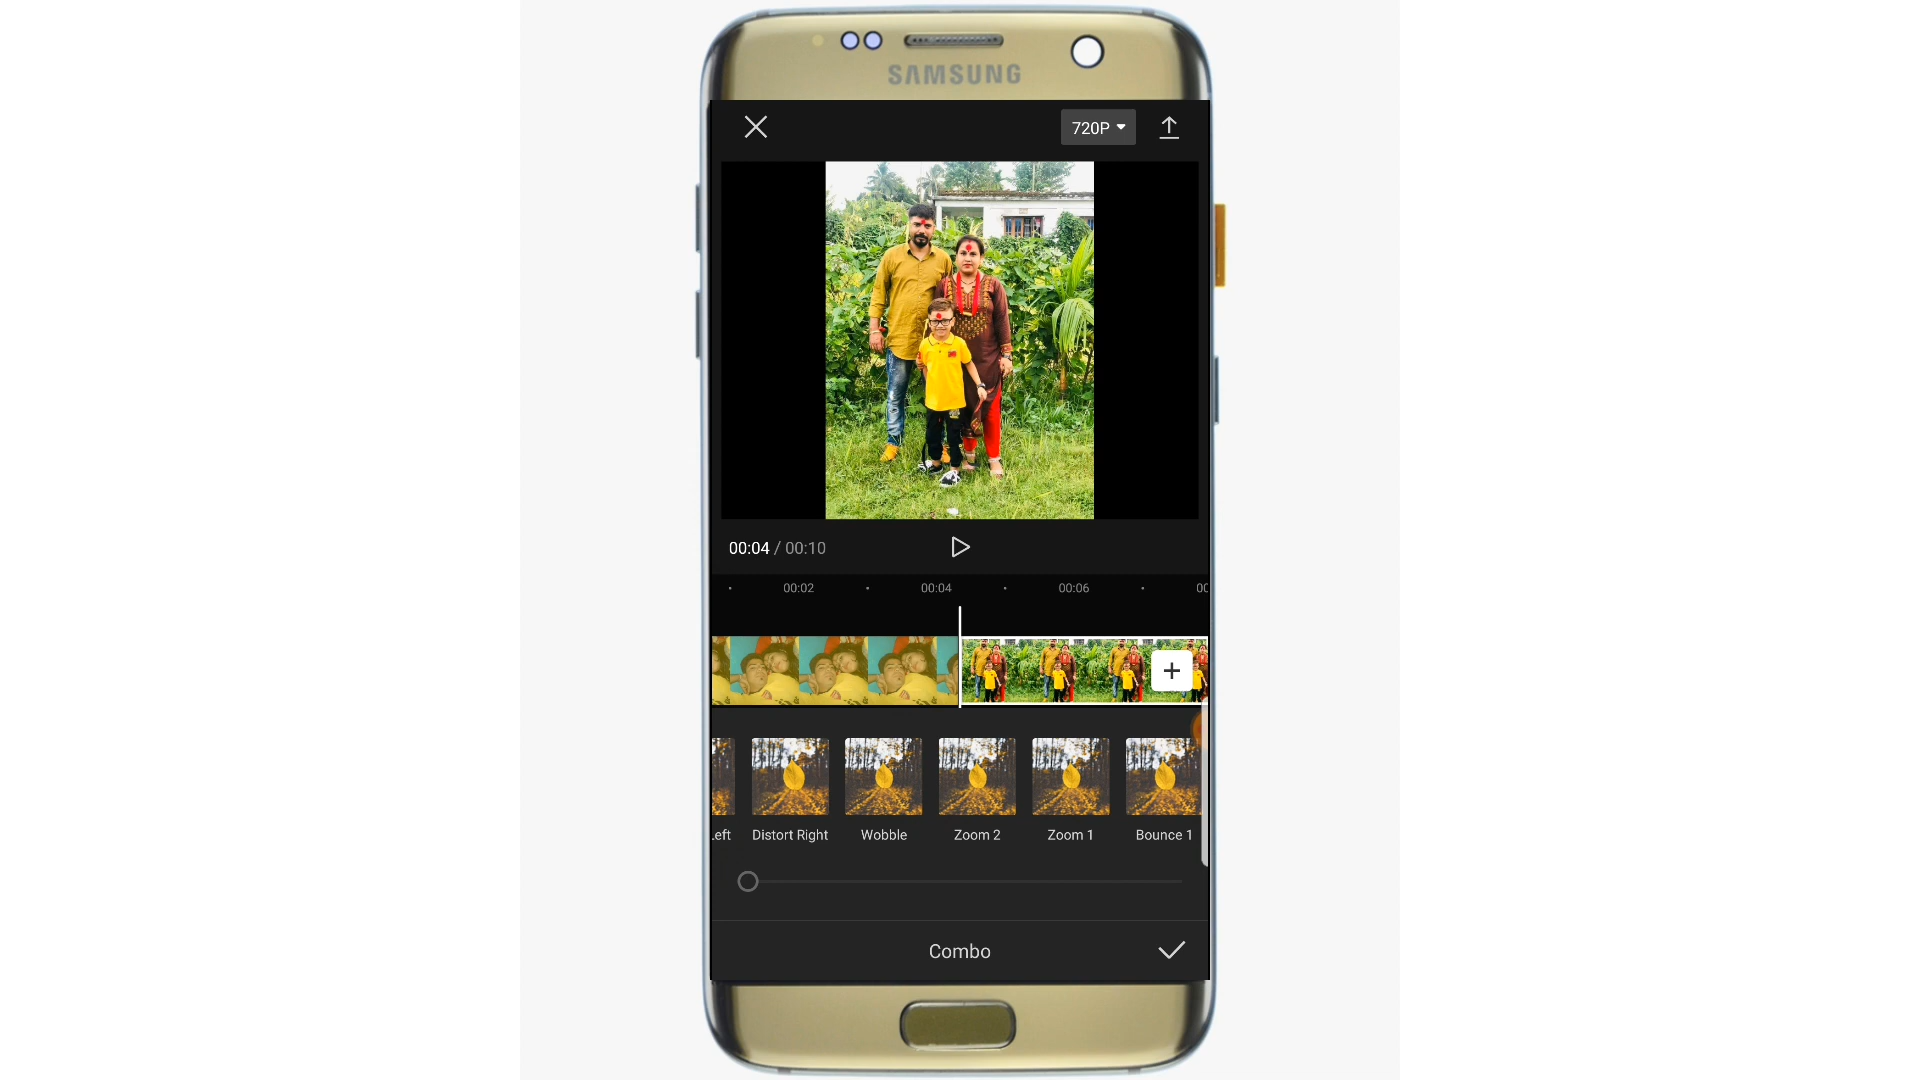 SAMSUNG
720P
00:04 / 00:10
00:02
00:04
00:06
Distort Right
Wobble
Zoom 2
Zoom 1
Bounce 1
Combo